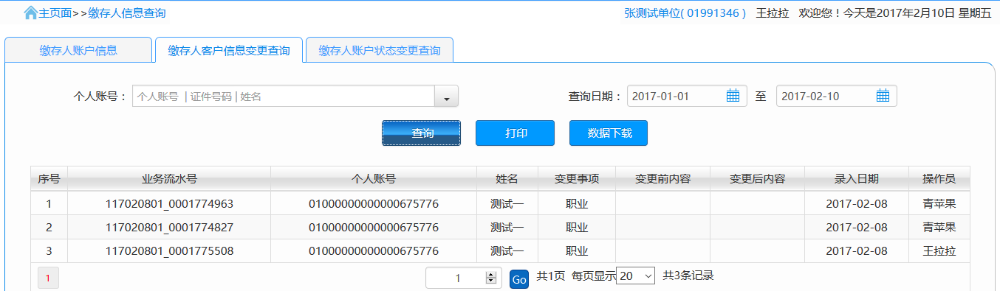 主页面>>缴存人信息查询 张测试单位( 01991346 ) 王拉拉 欢迎您！今天是2017年2月10日 星期五
缴存人账户信息 缴存人客户信息变更查询 缴存人账户状态变更查询
个人账号： 个人账号 | 证件号码 | 姓名 查询日期： 2017-01-01 至 2017-02-10
查询 打印 数据下载
序号 业务流水号 个人账号 姓名 变更事项 变更前内容 变更后内容 录入日期 操作员
1 117020801_0001774963 01000000000000675776 测试一 职业 2017-02-08 青苹果
2 117020801_0001774827 01000000000000675776 测试一 职业 2017-02-08 青苹果
3 117020801_0001775508 01000000000000675776 测试一 职业 2017-02-08 王拉拉
1 1 Go 共1页 每页显示 20 共3条记录